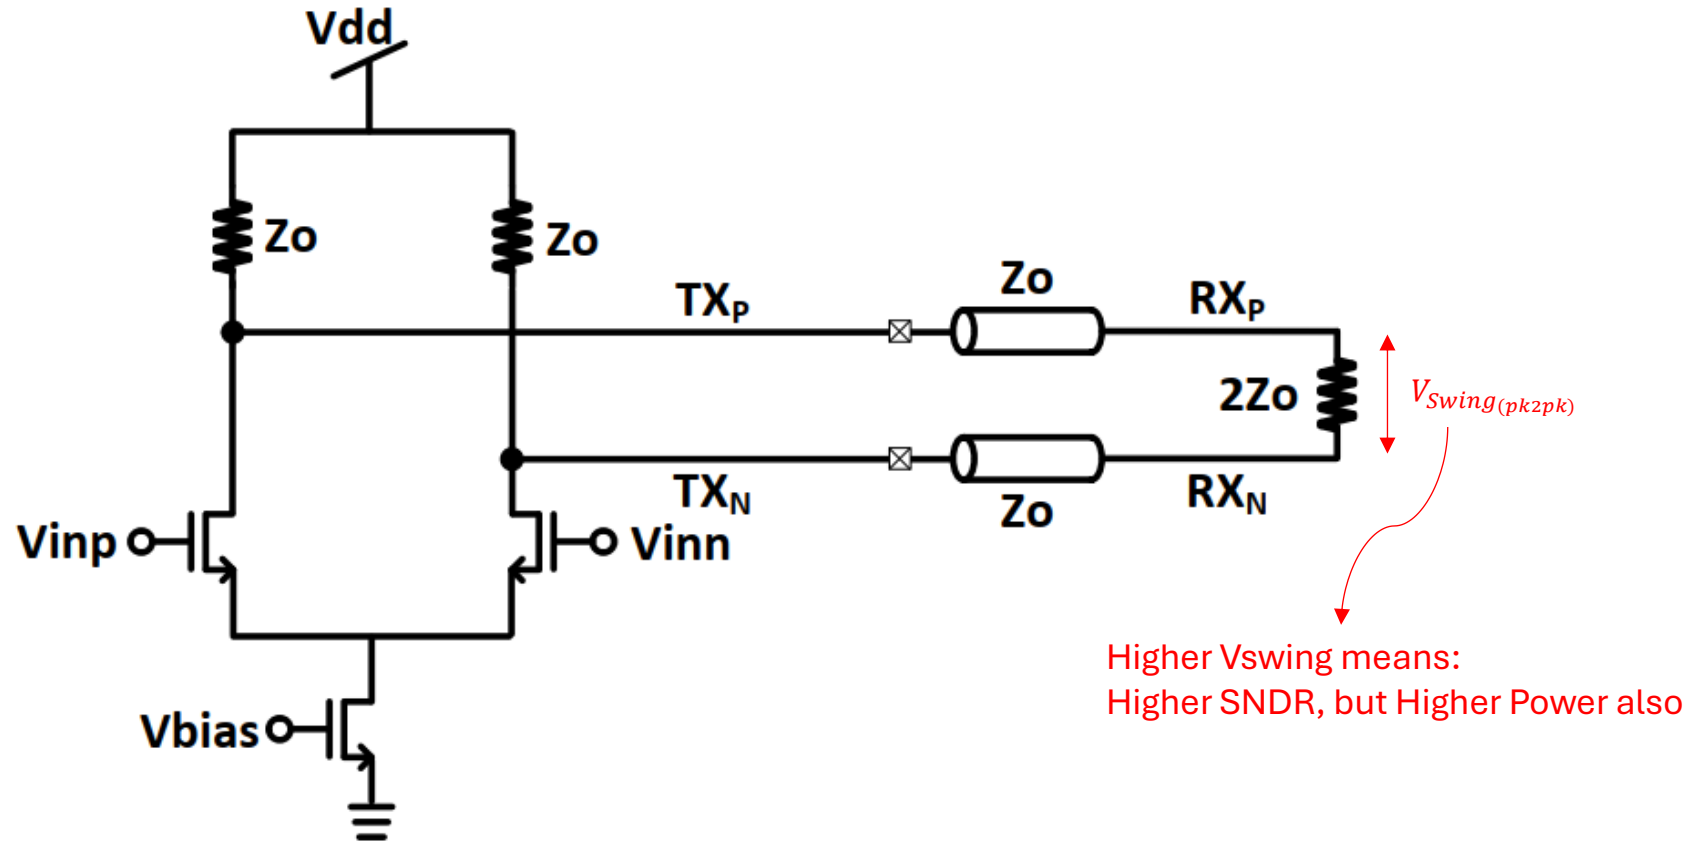 Vdd
Zo
Zo
TXP
Zo
RXP
2Zo
VSwing(pk2pk)
TXN
Zo
RXN
Vinp
Vinn
Higher Vswing means:
Higher SNDR, but Higher Power also
Vbias